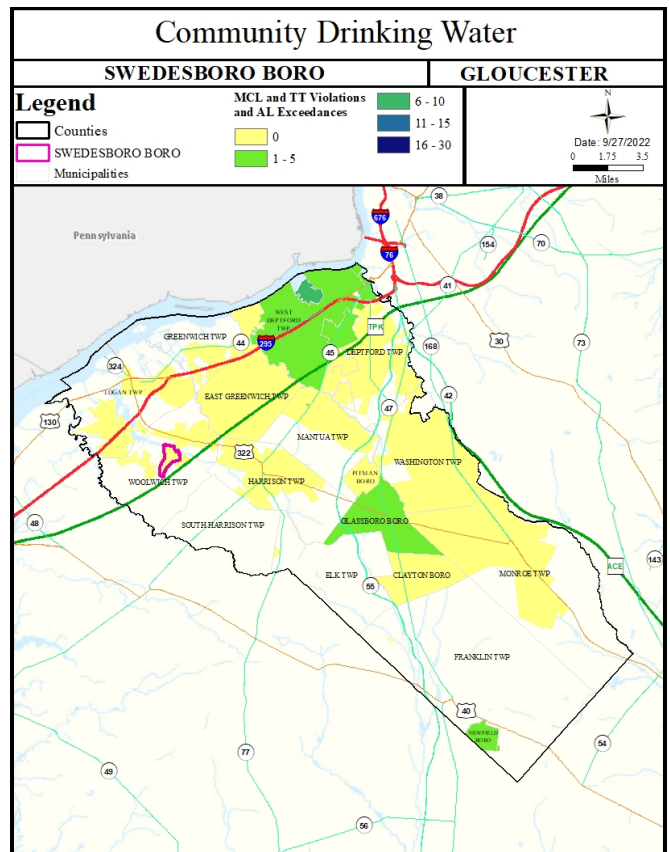 Community Drinking Water
SWEDESBORO BORO
GLOUCESTER
Legend
Counties
SWEDESBORO BORO
Municipalities
MCL and TT Violations
and AL Exceedances
0
1 - 5
6 - 10
11 - 15
16 - 30
N
Date: 9/27/2022
0 1.75 3.5
Miles
Pennsylvania
38
676
154
70
76
41
WEST
DEPTFORD
TWP
GREENWICH TWP
44
295
TPK
45
DEPTFORD TWP
168
30
73
324
LOGAN TWP
EAST GREENWICH TWP
130
47
42
MANTUA TWP
322
WASHINGTON TWP
PITMAN
BORO
WOOLWICH TWP
HARRISON TWP
48
SOUTH HARRISON TWP
GLASSBORO BORO
143
ACE
ELK TWP
55
CLAYTON BORO
MONROE TWP
FRANKLIN TWP
40
NEWFIELD
BORO
54
77
49
56